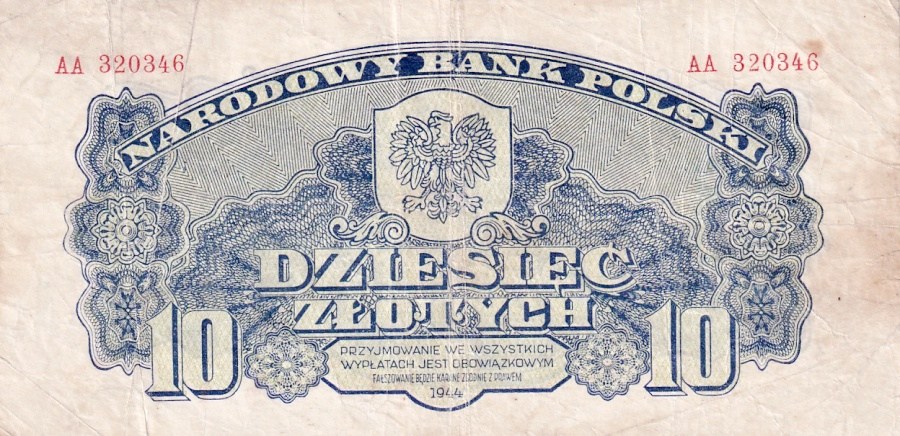 AA 320346
AA 320346
NARODOWY BANK POLSKI
DZIESIĘĆ
ZŁOTYCH
10
10
PRZYJMOWANIE WE WSZYSTKICH
WYPŁATACH JEST OBOWIĄZKOWYM
FAŁSZOWANIE BĘDZIE ZGODNIE Z PRAWEM
1944